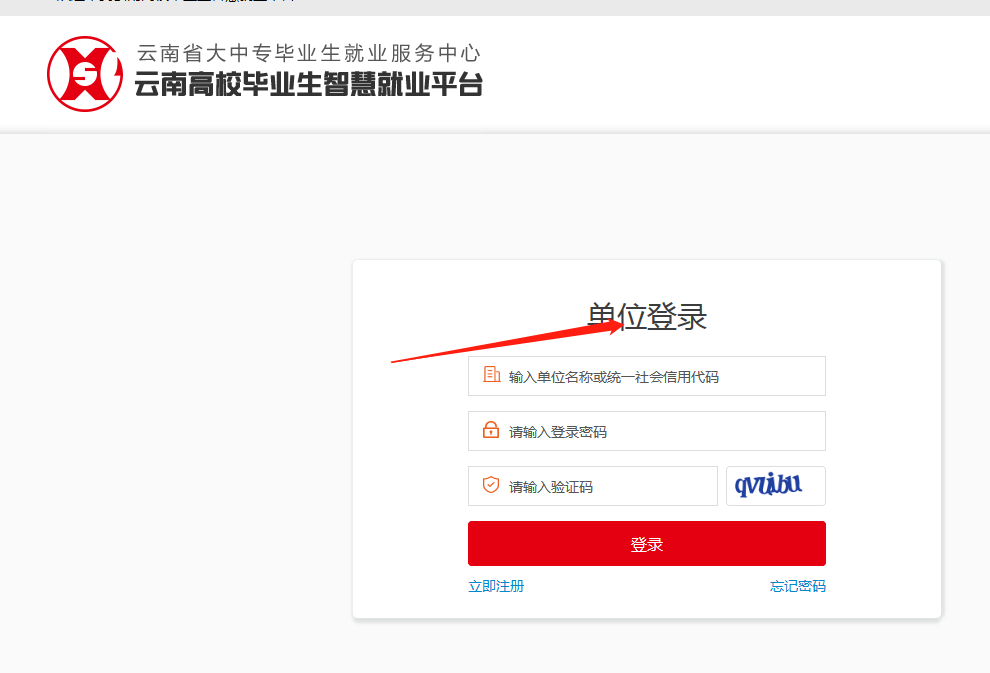 云南省大中专毕业生就业服务中心
云南高校毕业生智慧就业平台
单位登录
输入单位名称或统一社会信用代码
请输入登录密码
请输入验证码
qvuibu
登录
立即注册
忘记密码